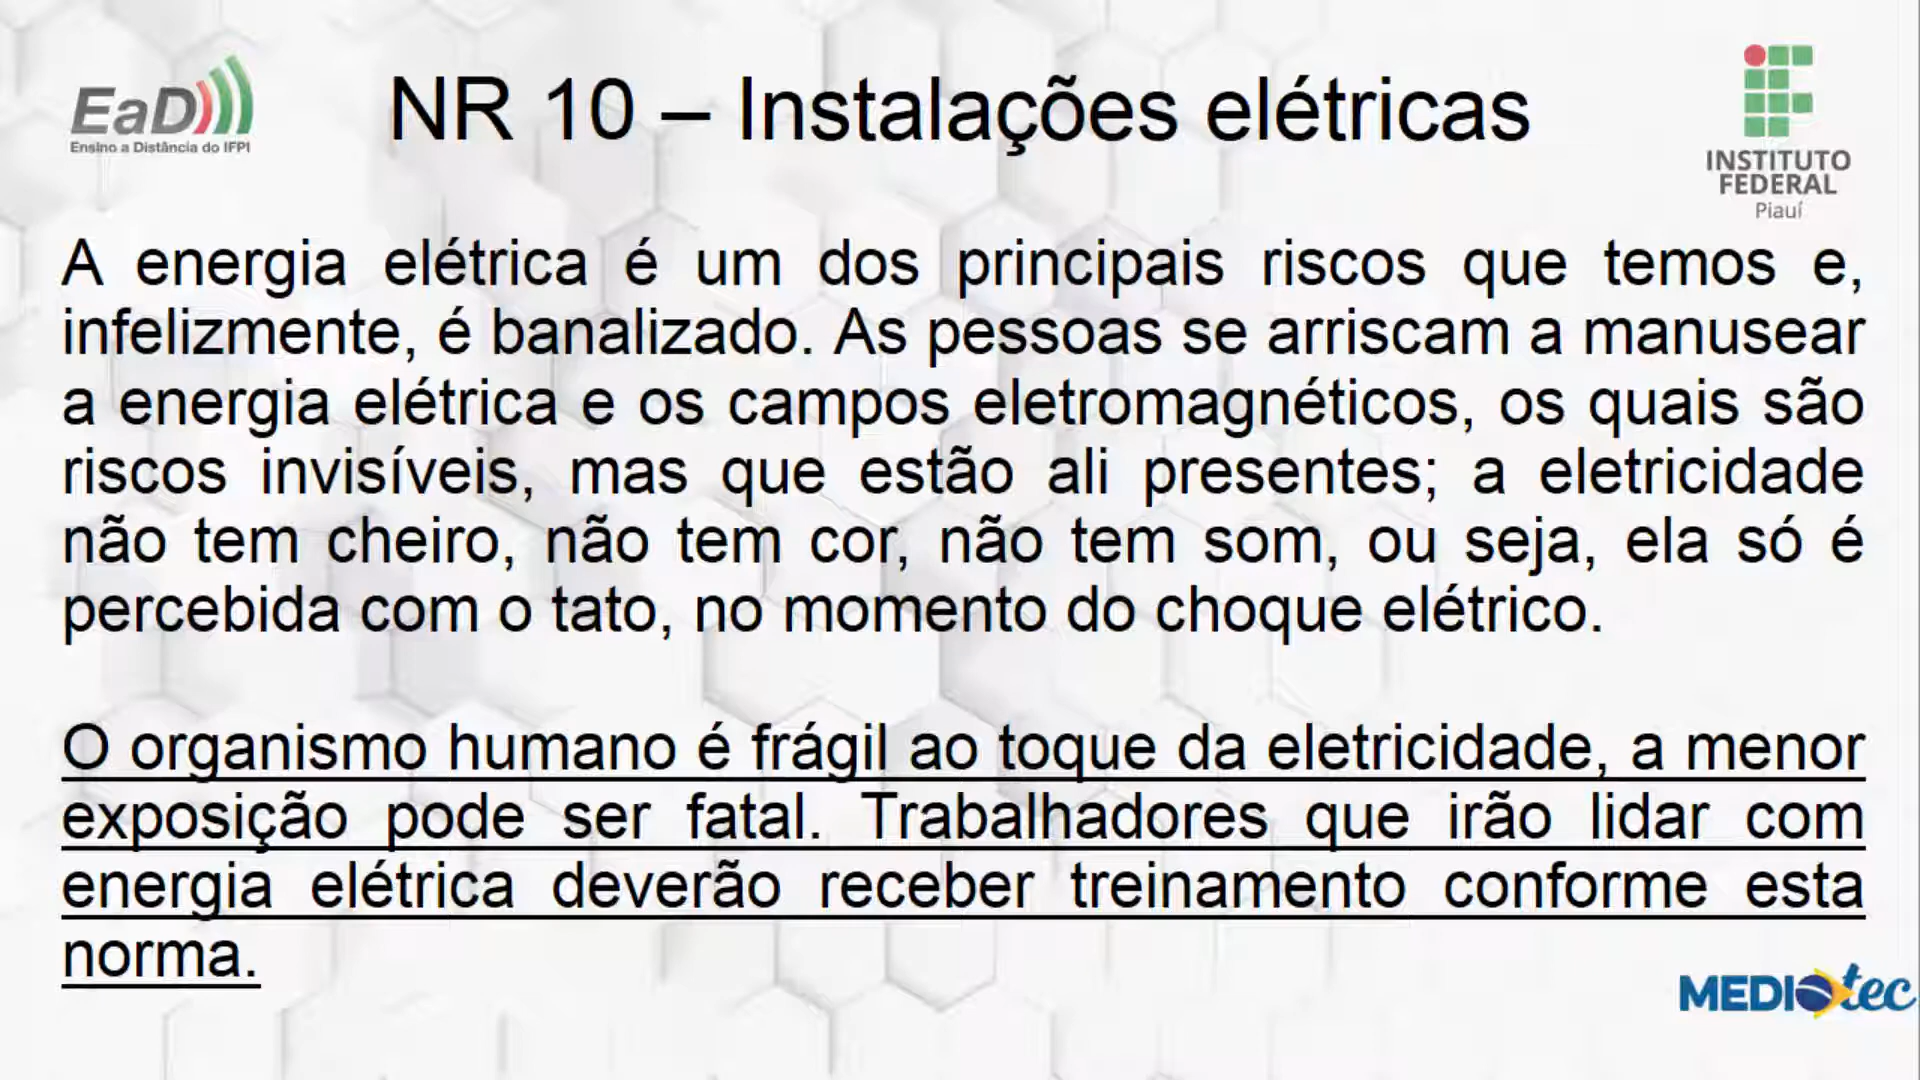 EaD
Ensino a Distância do IFPI
NR 10 – Instalações elétricas
INSTITUTO
FEDERAL
Piauí
A energia elétrica é um dos principais riscos que temos e,
infelizmente, é banalizado. As pessoas se arriscam a manusear
a energia elétrica e os campos eletromagnéticos, os quais são
riscos invisíveis, mas que estão ali presentes; a eletricidade
não tem cheiro, não tem cor, não tem som, ou seja, ela só é
percebida com o tato, no momento do choque elétrico.
O organismo humano é frágil ao toque da eletricidade, a menor
exposição pode ser fatal. Trabalhadores que irão lidar com
energia elétrica deverão receber treinamento conforme esta
norma.
MEDIOtec